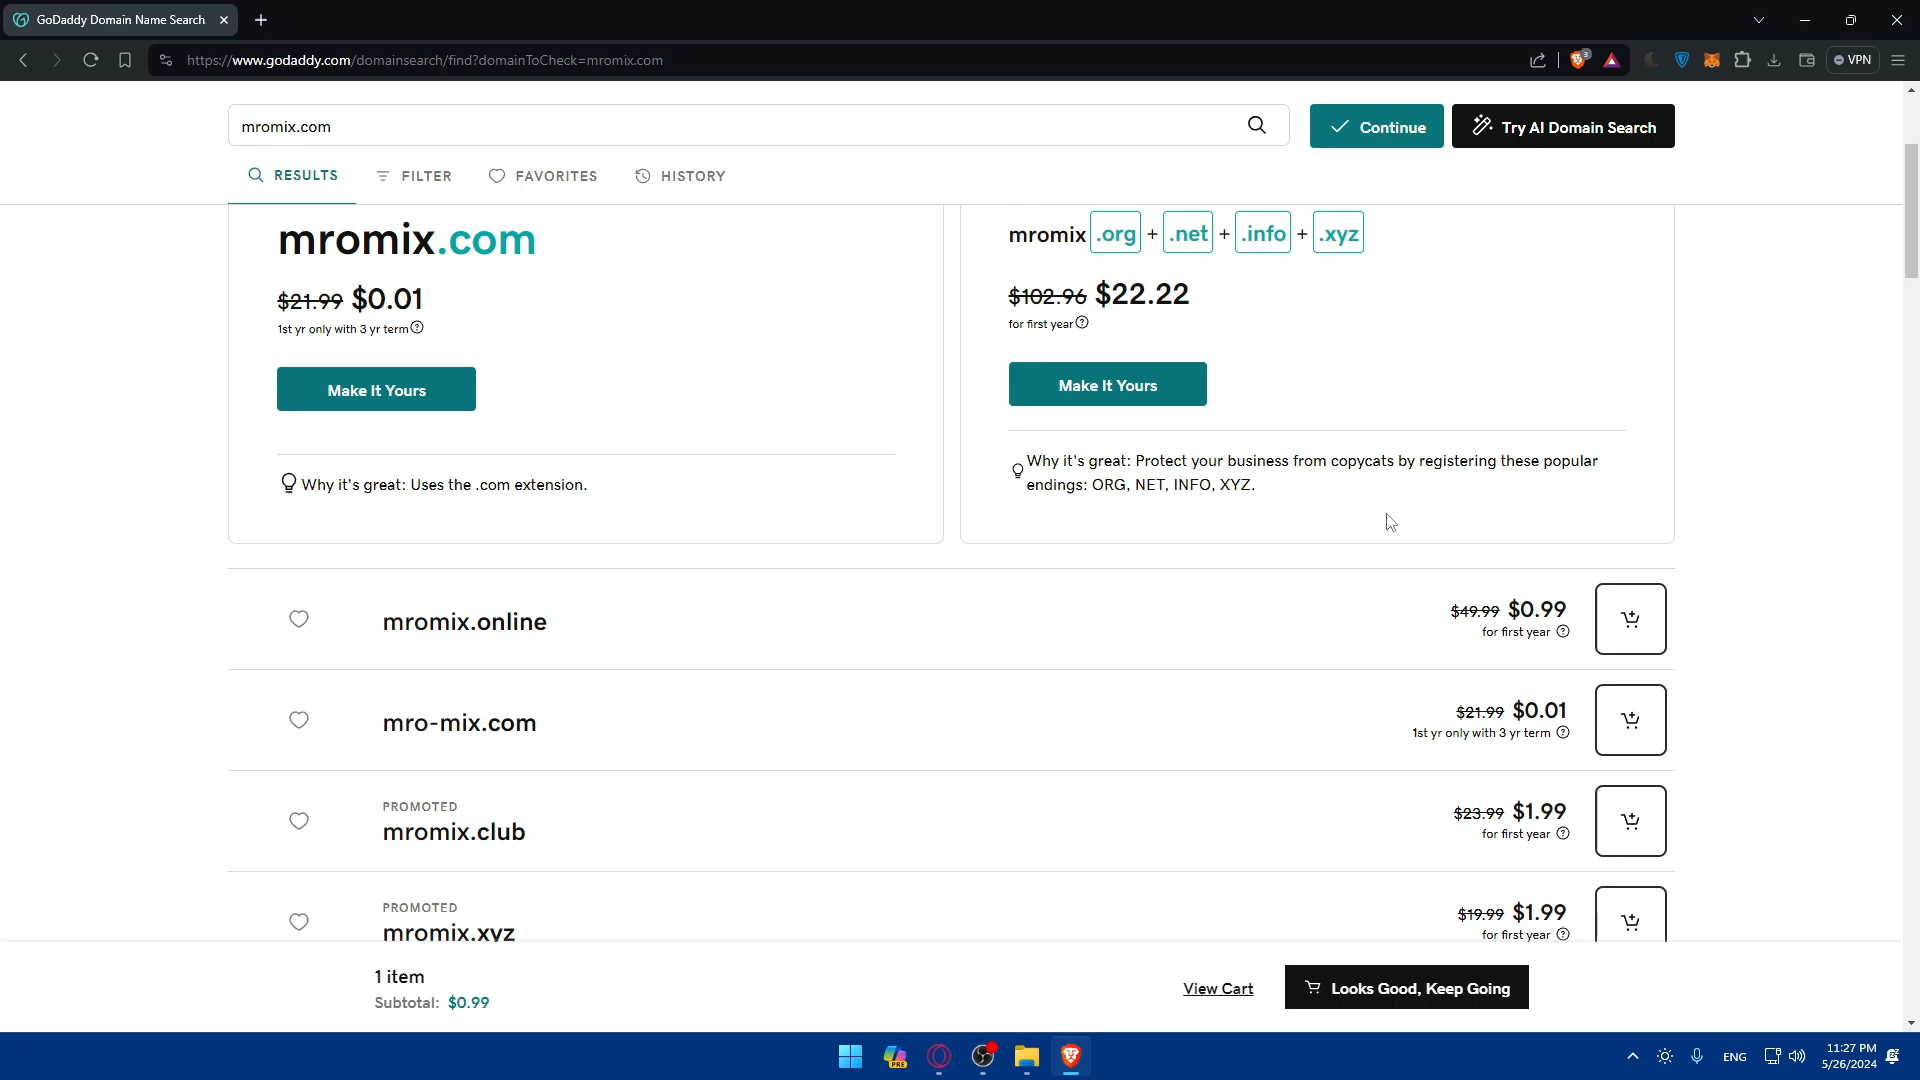 GoDaddy Domain Name Search
https://www.godaddy.com/domainsearch/find?domainToCheck=mromix.com
3
VPN
mromix.com
Continue
Try AI Domain Search
RESULTS
FILTER
FAVORITES
HISTORY
mromix.com
$21.99 $0.01
1st yr only with 3 yr term
Make It Yours
Why it's great: Uses the .com extension.
mromix .org + .net + .info + .xyz
$102.96 $22.22
for first year
Make It Yours
Why it's great: Protect your business from copycats by registering these popular
endings: ORG, NET, INFO, XYZ.
mromix.online
$49.99 $0.99
for first year
mro-mix.com
$21.99 $0.01
1st yr only with 3 yr term
PROMOTED
mromix.club
$23.99 $1.99
for first year
PROMOTED
mromix.xyz
$19.99 $1.99
for first year
1 item
Subtotal: $0.99
View Cart
Looks Good, Keep Going
PRE
ENG
11:27 PM
5/26/2024